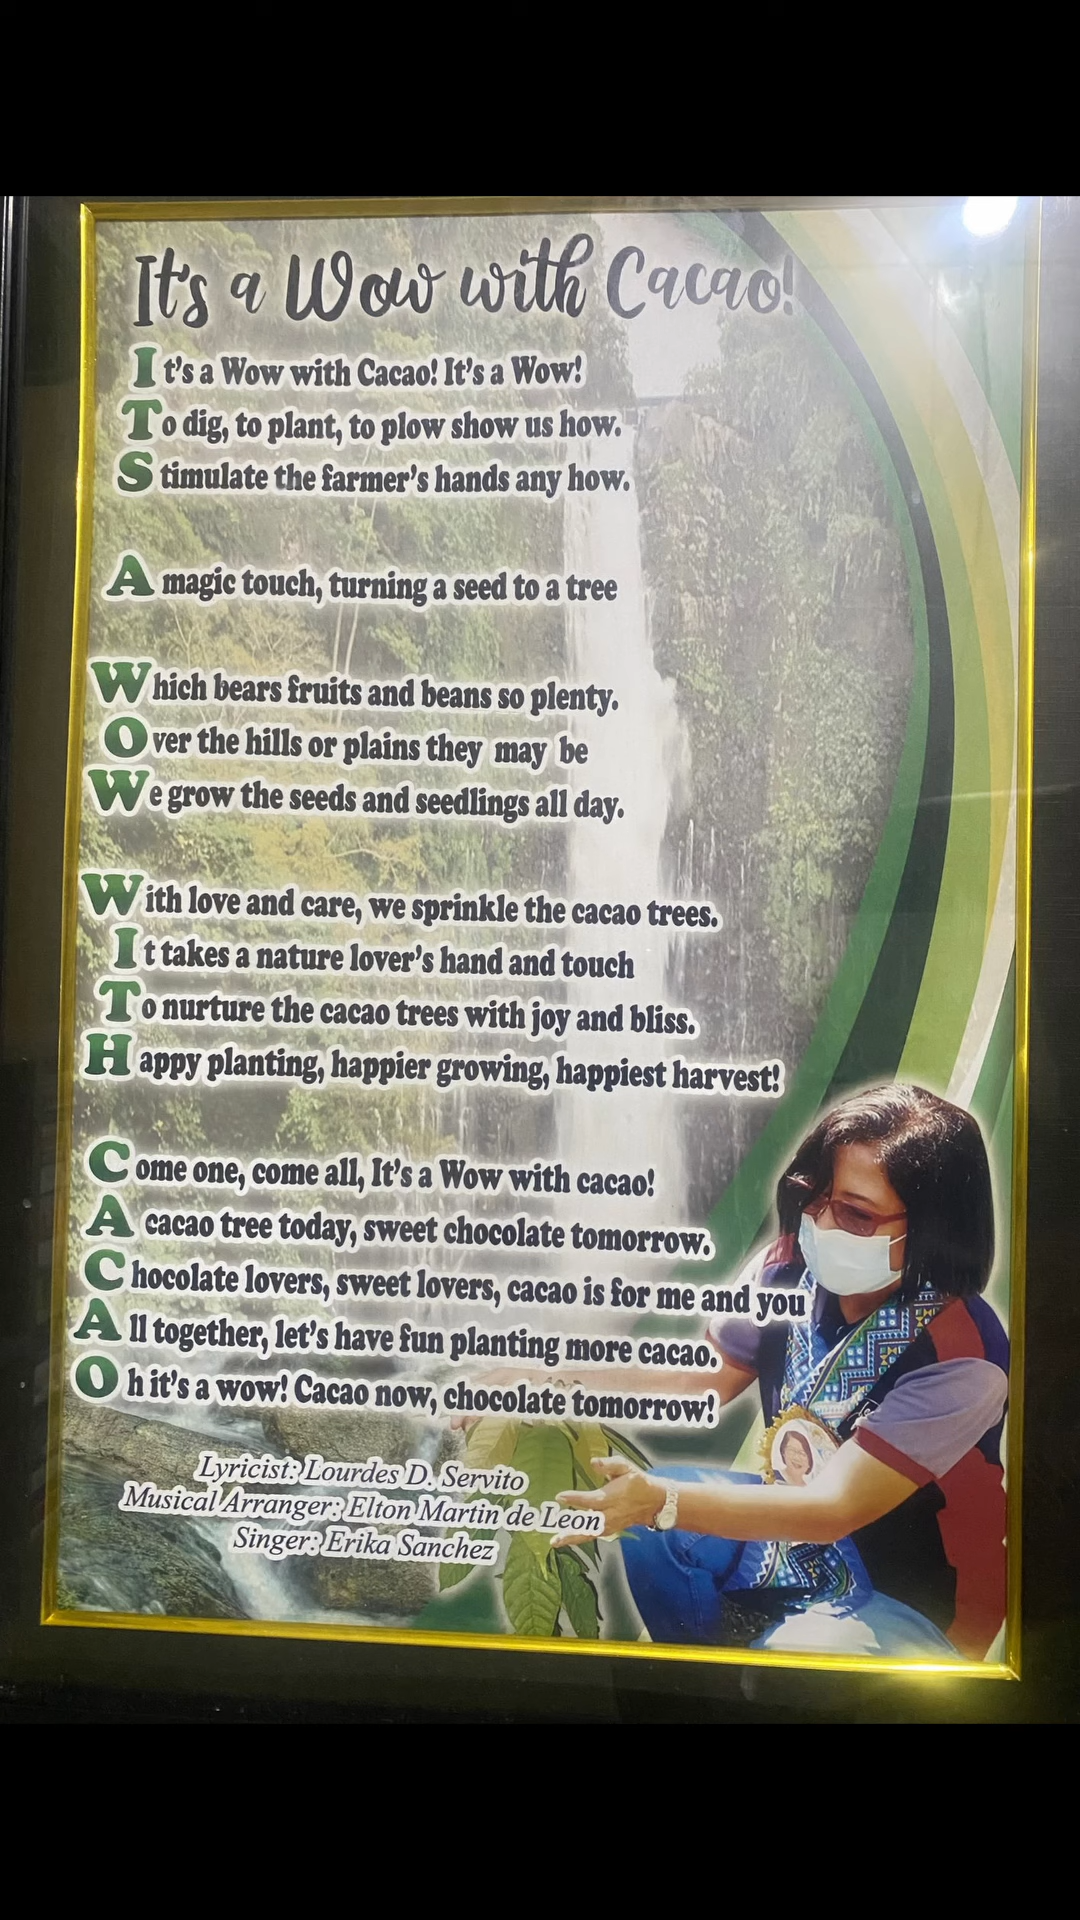 It's a Wow with Cacao!
It's a Wow with Cacao! It's a Wow!
To dig, to plant, to plow show us how.
Stimulate the farmer's hands any how.
A magic touch, turning a seed to a tree
Which bears fruits and beans so plenty.
Over the hills or plains they may be
We grow the seeds and seedlings all day.
With love and care, we sprinkle the cacao trees.
It takes a nature lover's hand and touch
To nurture the cacao trees with joy and bliss.
Happy planting, happier growing, happiest harvest!
Come one, come all, It's a Wow with cacao!
A cacao tree today, sweet chocolate tomorrow.
Chocolate lovers, sweet lovers, cacao is for me and you
All together, let's have fun planting more cacao.
Oh it's a wow! Cacao now, chocolate tomorrow!
Lyricist: Lourdes D. Servito
Musical Arranger: Elton Martin de Leon
Singer: Erika Sanchez